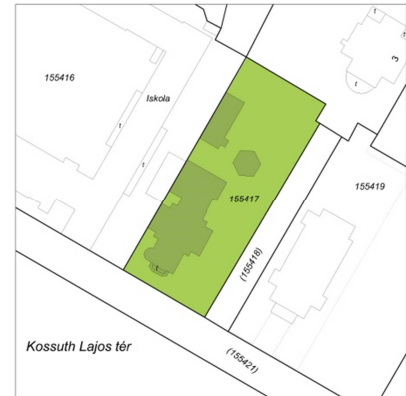 t
t
3
155416
Iskola
t
t
t
155419
155417
(155418)
t
Kossuth Lajos tér
(155421)